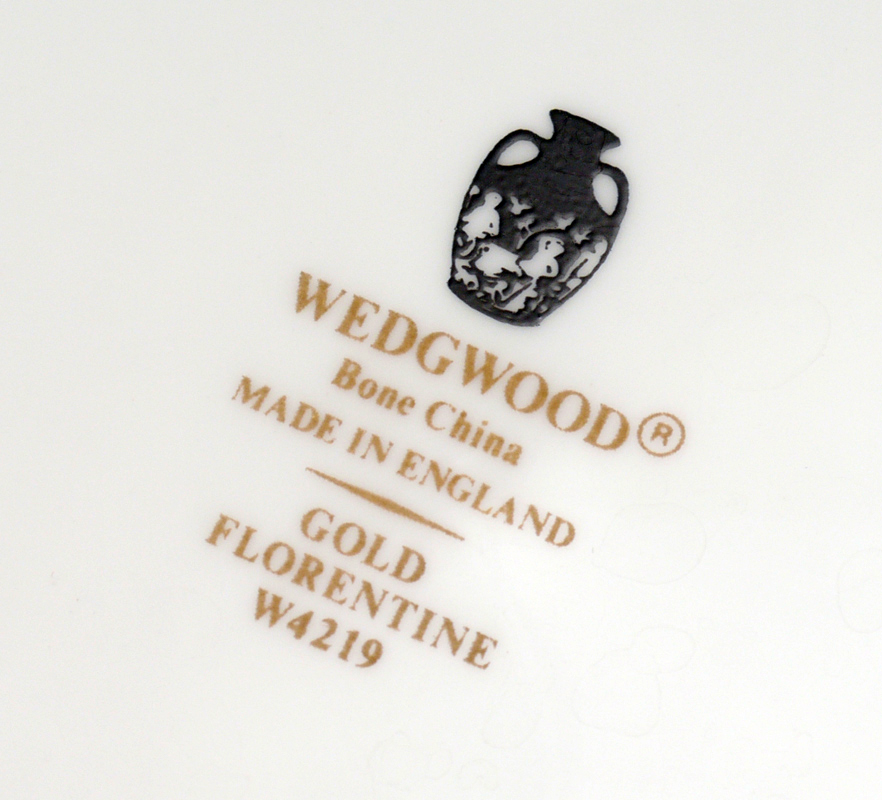 WEDGWOOD®
Bone China
MADE IN ENGLAND
GOLD
FLORENTINE
W4219